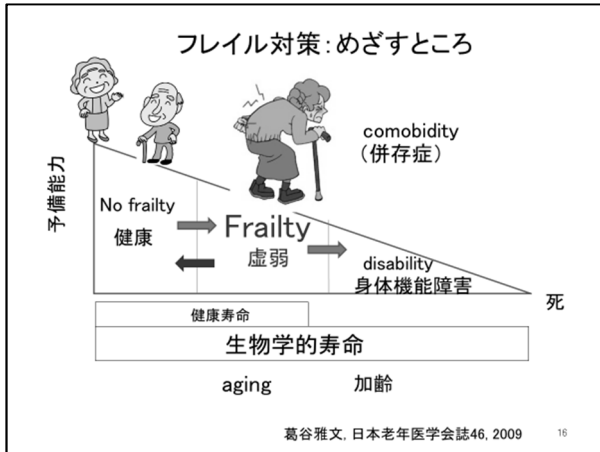 フレイル対策:めざすところ
comobidity
(併存症)
予備能力
No frailty
健康
Frailty
虚弱
disability
身体機能障害
死
健康寿命
生物学的寿命
aging 加齢
葛谷雅文, 日本老年医学会誌46, 2009
16